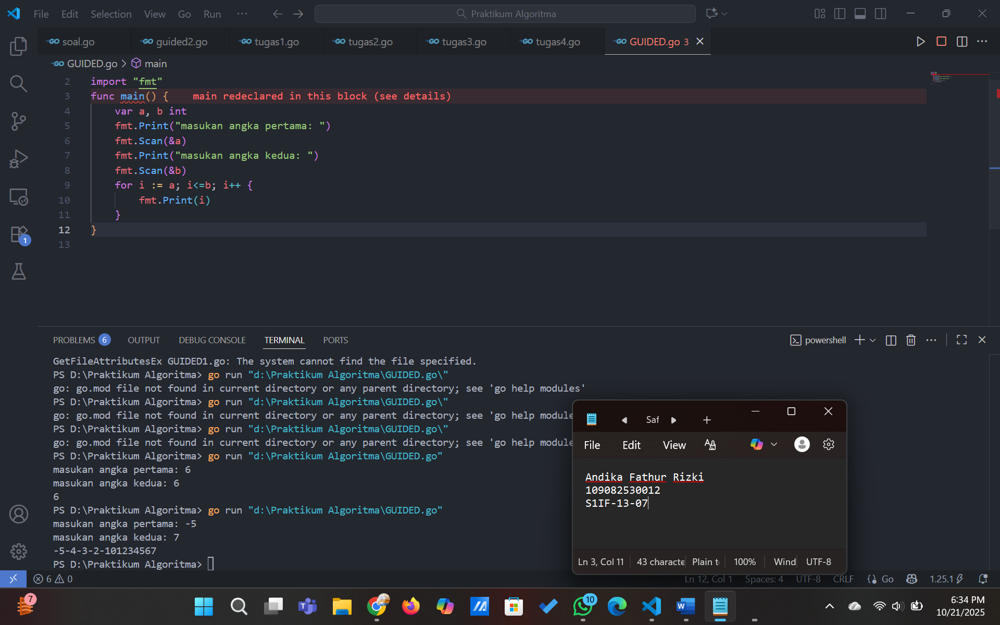 File Edit Selection View Go Run ··· Praktikum Algoritma
GO soal.go GO guided2.go GO tugas1.go GO tugas2.go GO tugas3.go GO tugas4.go GO GUIDED.go 3
GO GUIDED.go > main
2 import "fmt"
3 func main() { main redeclared in this block (see details)
4 var a, b int
5 fmt.Print("masukan angka pertama: ")
6 fmt.Scan(&a)
7 fmt.Print("masukan angka kedua: ")
8 fmt.Scan(&b)
9 for i := a; i<=b; i++ {
10 fmt.Print(i)
11 }
12 }
13
1
PROBLEMS 6 OUTPUT DEBUG CONSOLE TERMINAL PORTS powershell
GetFileAttributesEx GUIDED1.go: The system cannot find the file specified.
PS D:\Praktikum Algoritma> go run "d:\Praktikum Algoritma\GUIDED.go\"
go: go.mod file not found in current directory or any parent directory; see 'go help modules'
PS D:\Praktikum Algoritma> go run "d:\Praktikum Algoritma\GUIDED.go\"
go: go.mod file not found in current directory or any parent directory; see 'go help module
PS D:\Praktikum Algoritma> go run "d:\Praktikum Algoritma\GUIDED.go\"
go: go.mod file not found in current directory or any parent directory; see 'go help module
PS D:\Praktikum Algoritma> go run "d:\Praktikum Algoritma\GUIDED.go"
masukan angka pertama: 6
masukan angka kedua: 6
6
PS D:\Praktikum Algoritma> go run "d:\Praktikum Algoritma\GUIDED.go"
masukan angka pertama: -5
masukan angka kedua: 7
-5-4-3-2-101234567
PS D:\Praktikum Algoritma>
Saf
File Edit View
Andika Fathur Rizki
109082530012
S1IF-13-07
Ln 3, Col 11 43 characte Plain t 100% Wind UTF-8
6 0 Ln 12, Col 1 Spaces: 4 UTF-8 CRLF Go 1.25.1
7 10 6:34 PM
10/21/2025